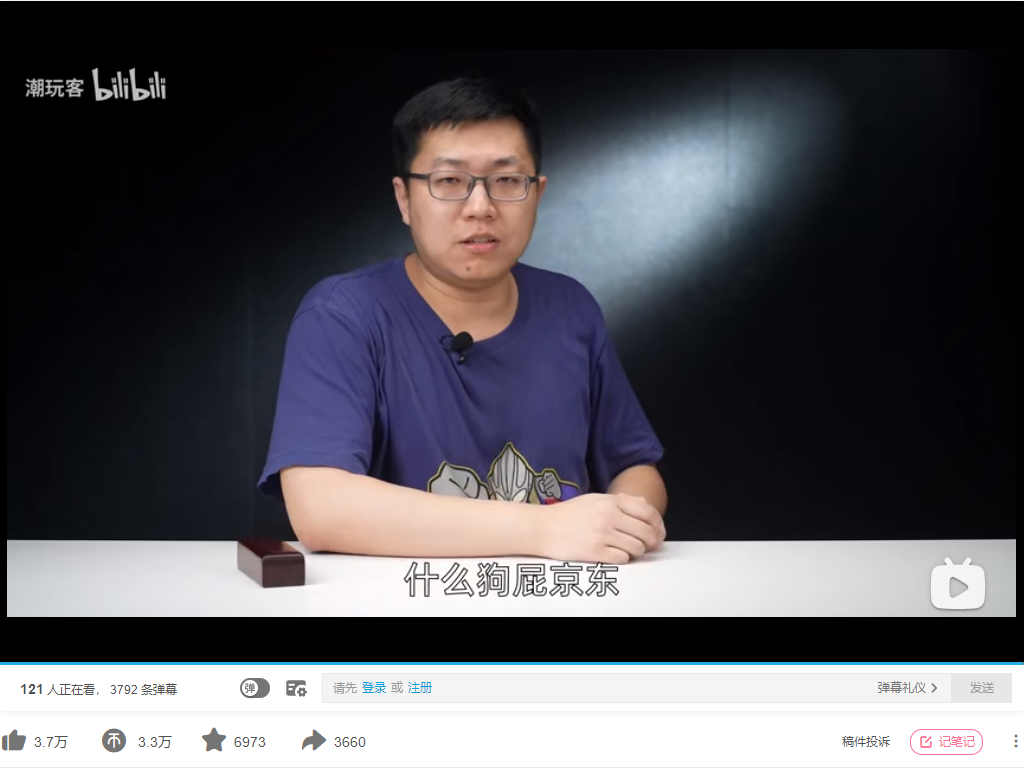 潮玩客 bilibili
什么狗屁京东
121 人正在看, 3792 条弹幕
弹
请先 登录 或 注册
弹幕礼仪
发送
3.7万
币
3.3万
6973
3660
稿件投诉
记笔记